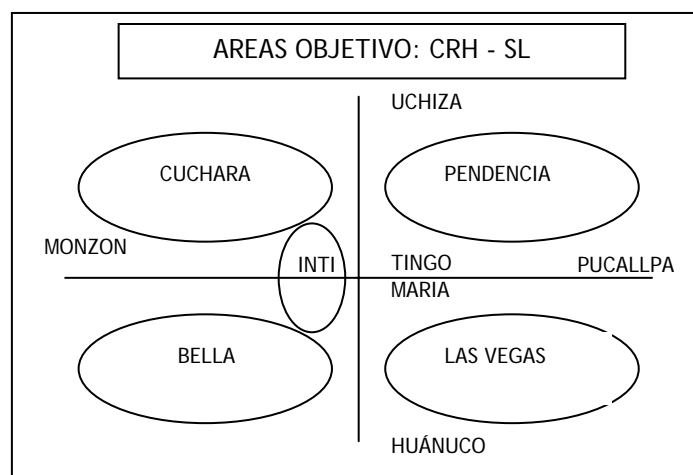 AREAS OBJETIVO: CRH - SL
UCHIZA
CUCHARA
PENDENCIA
MONZON
INTI
TINGO
MARIA
PUCALLPA
BELLA
LAS VEGAS
HUÁNUCO